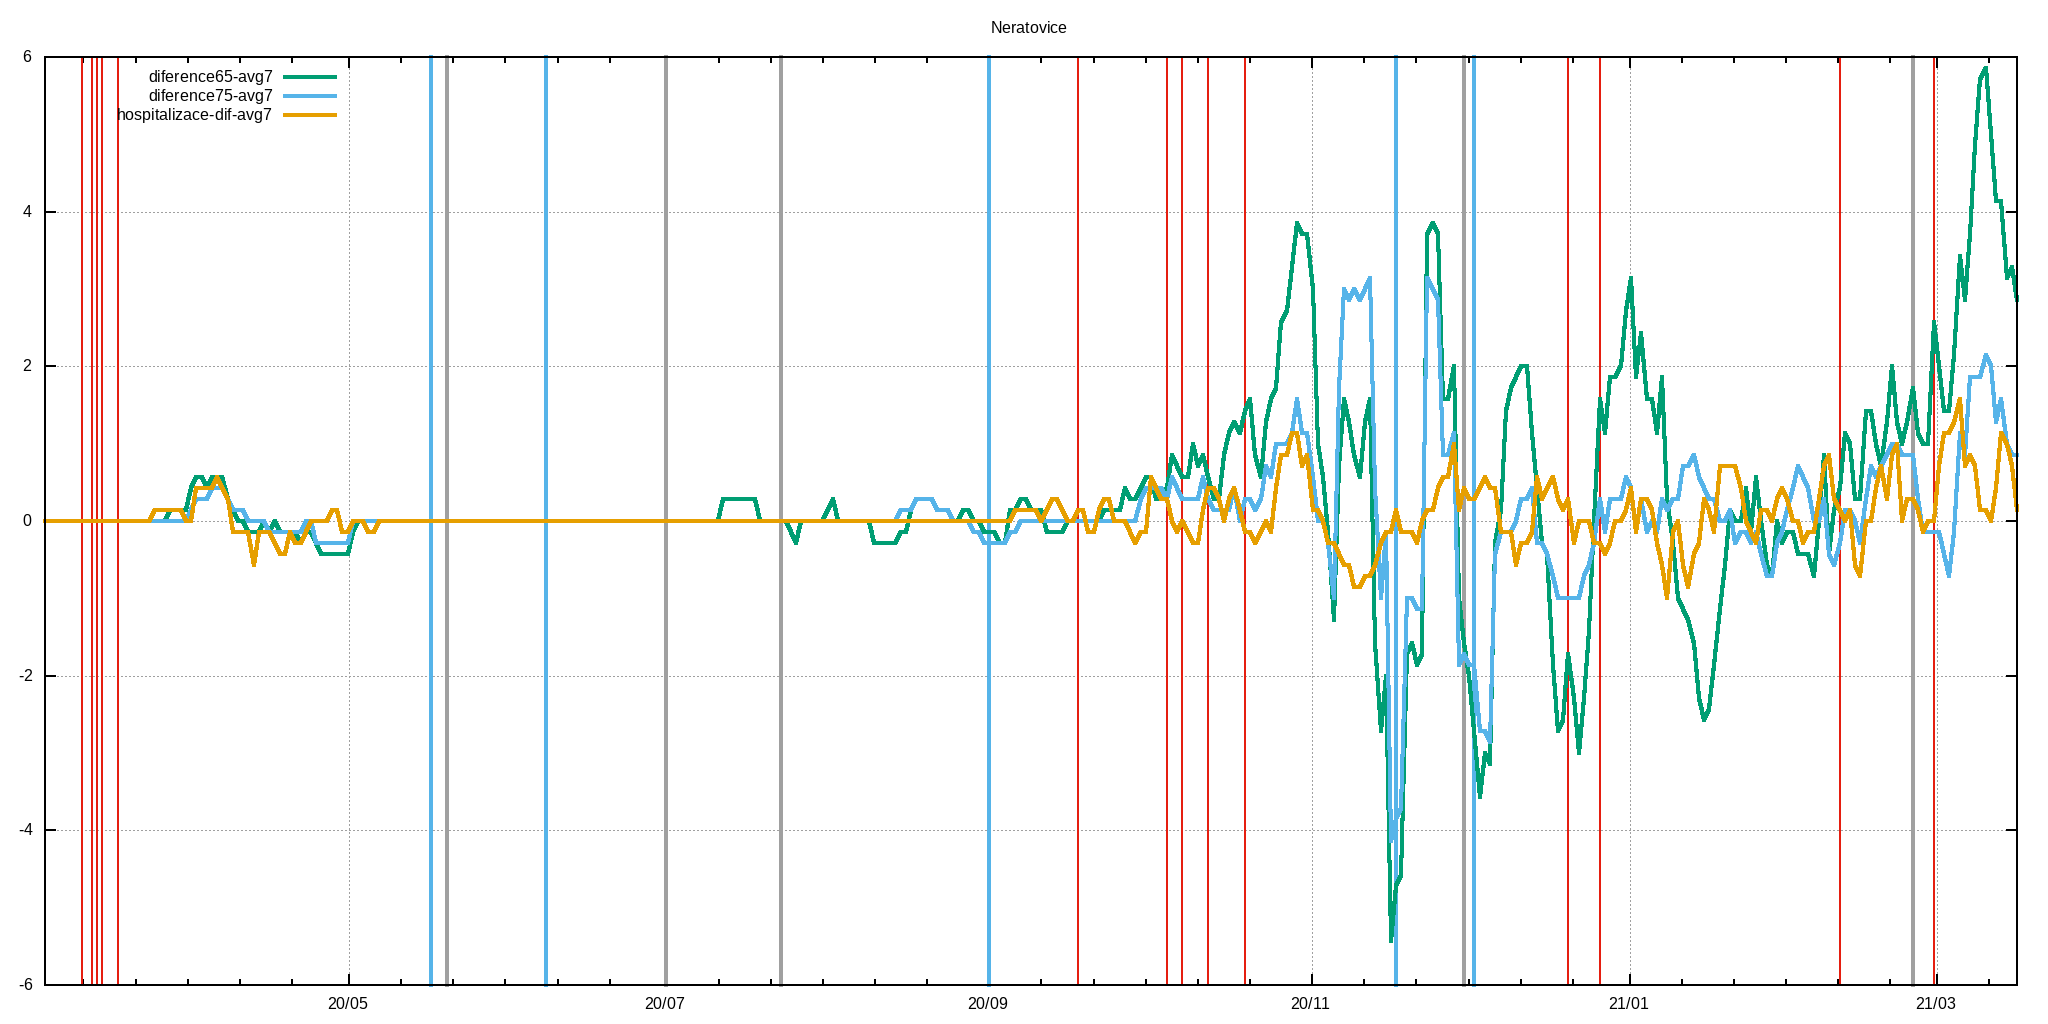 Neratovice
6
diference65-avg7
diference75-avg7
hospitalizace-dif-avg7
4
2
0
-2
-4
-6
20/05 20/07 20/09 20/11 21/01 21/03